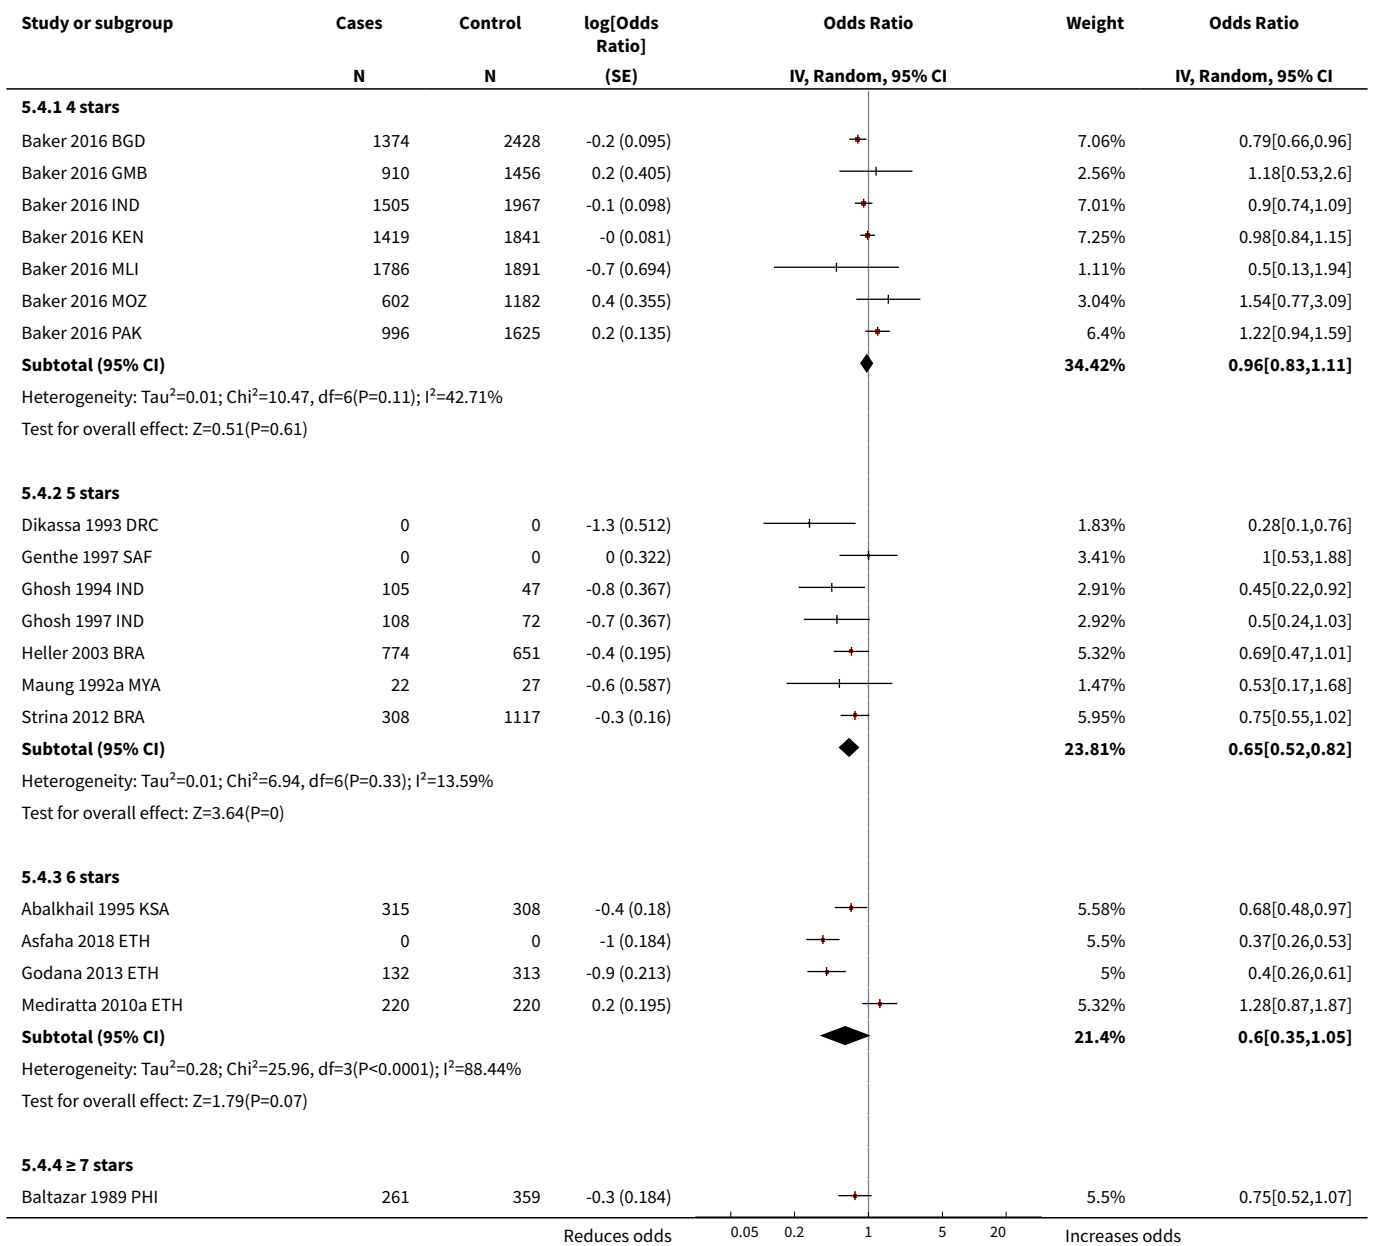 Study or subgroup Cases Control log[Odds Ratio] Odds Ratio Weight Odds Ratio
N N (SE) IV, Random, 95% CI IV, Random, 95% CI
5.4.1 4 stars
Baker 2016 BGD 1374 2428 -0.2 (0.095) 7.06% 0.79[0.66,0.96]
Baker 2016 GMB 910 1456 0.2 (0.405) 2.56% 1.18[0.53,2.6]
Baker 2016 IND 1505 1967 -0.1 (0.098) 7.01% 0.9[0.74,1.09]
Baker 2016 KEN 1419 1841 -0 (0.081) 7.25% 0.98[0.84,1.15]
Baker 2016 MLI 1786 1891 -0.7 (0.694) 1.11% 0.5[0.13,1.94]
Baker 2016 MOZ 602 1182 0.4 (0.355) 3.04% 1.54[0.77,3.09]
Baker 2016 PAK 996 1625 0.2 (0.135) 6.4% 1.22[0.94,1.59]
Subtotal (95% CI) 34.42% 0.96[0.83,1.11]
Heterogeneity: Tau²=0.01; Chi²=10.47, df=6(P=0.11); I²=42.71%
Test for overall effect: Z=0.51(P=0.61)
5.4.2 5 stars
Dikassa 1993 DRC 0 0 -1.3 (0.512) 1.83% 0.28[0.1,0.76]
Genthe 1997 SAF 0 0 0 (0.322) 3.41% 1[0.53,1.88]
Ghosh 1994 IND 105 47 -0.8 (0.367) 2.91% 0.45[0.22,0.92]
Ghosh 1997 IND 108 72 -0.7 (0.367) 2.92% 0.5[0.24,1.03]
Heller 2003 BRA 774 651 -0.4 (0.195) 5.32% 0.69[0.47,1.01]
Maung 1992a MYA 22 27 -0.6 (0.587) 1.47% 0.53[0.17,1.68]
Strina 2012 BRA 308 1117 -0.3 (0.16) 5.95% 0.75[0.55,1.02]
Subtotal (95% CI) 23.81% 0.65[0.52,0.82]
Heterogeneity: Tau²=0.01; Chi²=6.94, df=6(P=0.33); I²=13.59%
Test for overall effect: Z=3.64(P=0)
5.4.3 6 stars
Abalkhail 1995 KSA 315 308 -0.4 (0.18) 5.58% 0.68[0.48,0.97]
Asfaha 2018 ETH 0 0 -1 (0.184) 5.5% 0.37[0.26,0.53]
Godana 2013 ETH 132 313 -0.9 (0.213) 5% 0.4[0.26,0.61]
Mediratta 2010a ETH 220 220 0.2 (0.195) 5.32% 1.28[0.87,1.87]
Subtotal (95% CI) 21.4% 0.6[0.35,1.05]
Heterogeneity: Tau²=0.28; Chi²=25.96, df=3(P<0.0001); I²=88.44%
Test for overall effect: Z=1.79(P=0.07)
5.4.4 ≥ 7 stars
Baltazar 1989 PHI 261 359 -0.3 (0.184) 5.5% 0.75[0.52,1.07]
Reduces odds 0.05 0.2 1 5 20 Increases odds